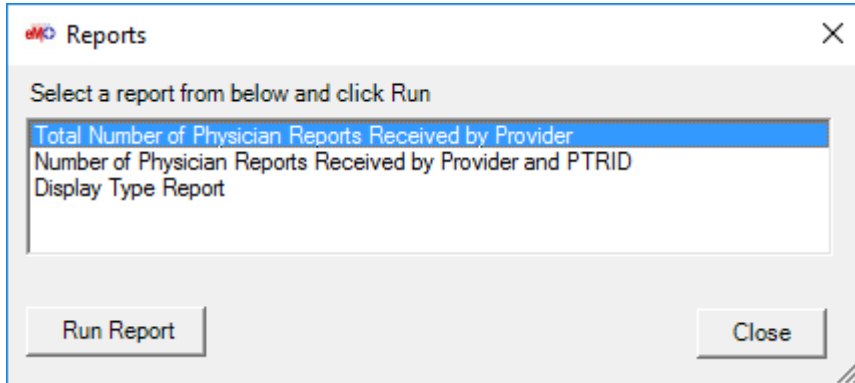 eMD Reports
Select a report from below and click Run
Total Number of Physician Reports Received by Provider
Number of Physician Reports Received by Provider and PTRID
Display Type Report
Run Report
Close